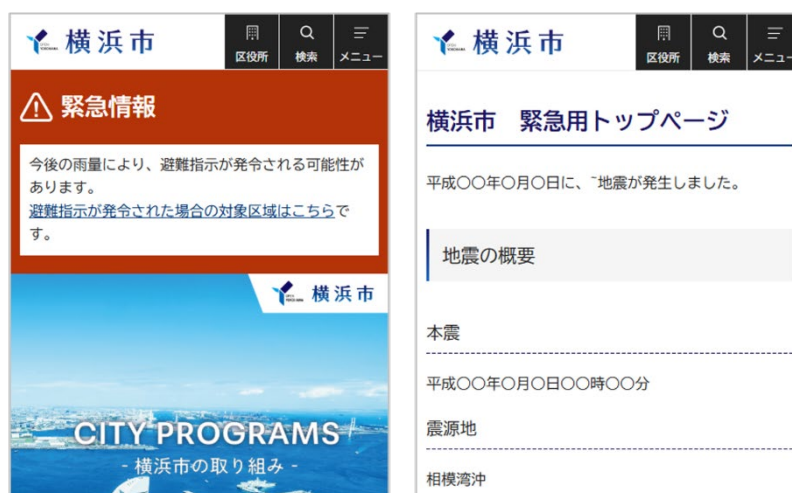 横浜市
区役所
検索
メニュー
緊急情報
今後の雨量により、避難指示が発令される可能性が
あります。
避難指示が発令された場合の対象区域はこちらで
す。
横浜市
CITY PROGRAMS
- 横浜市の取り組み -
横浜市
区役所
検索
メニュー
横浜市 緊急用トップページ
平成〇〇年〇月〇日に、~地震が発生しました。
地震の概要
本震
平成〇〇年〇月〇日〇〇時〇〇分
震源地
相模湾沖